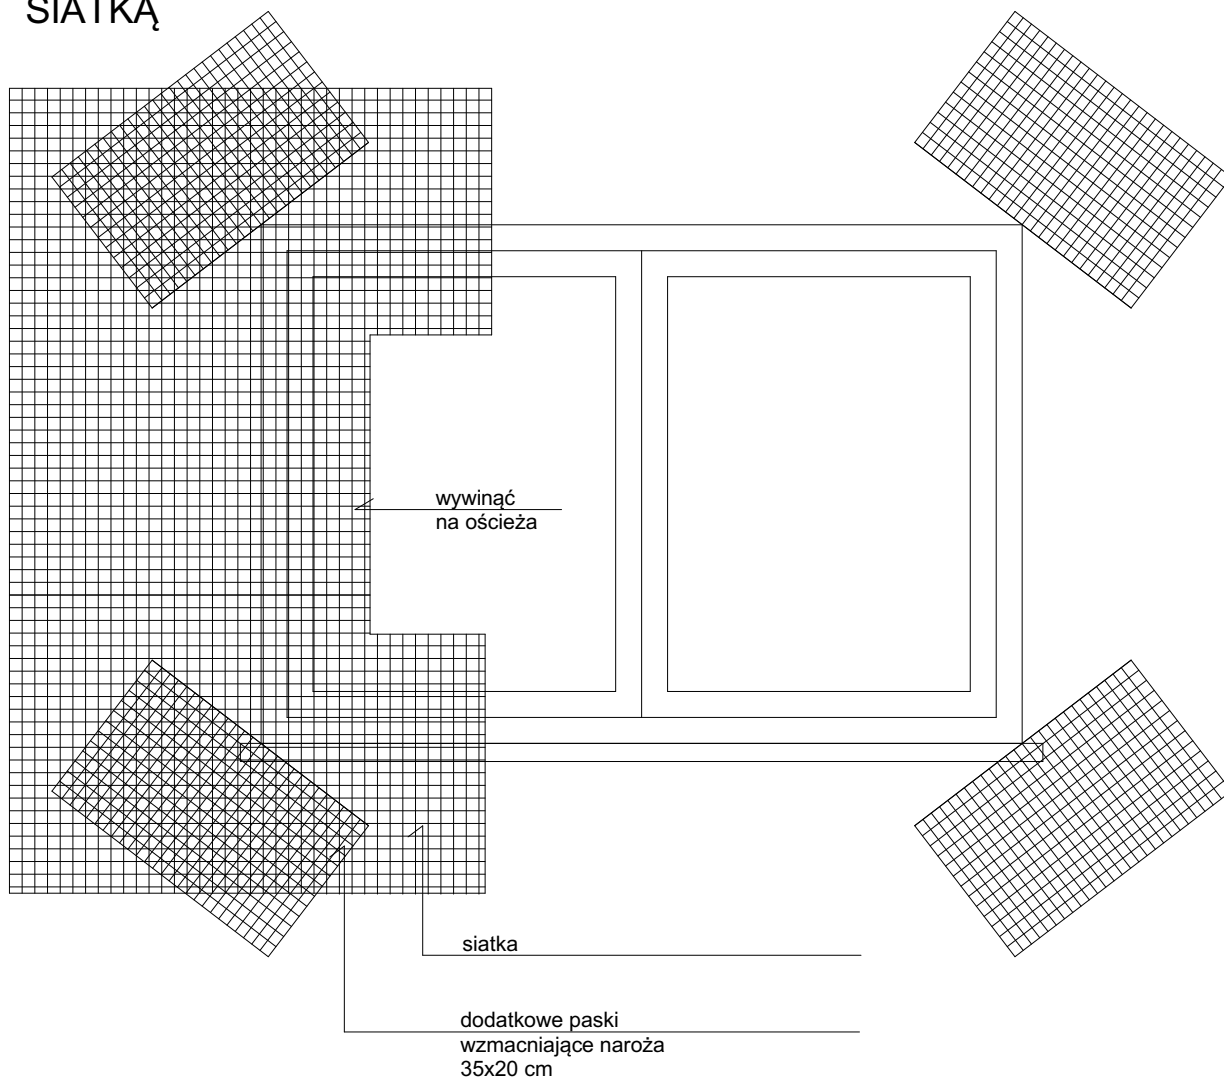 SIATKĄ
wywinąć
na ościeża
siatka
dodatkowe paski
wzmacniające naroża
35x20 cm